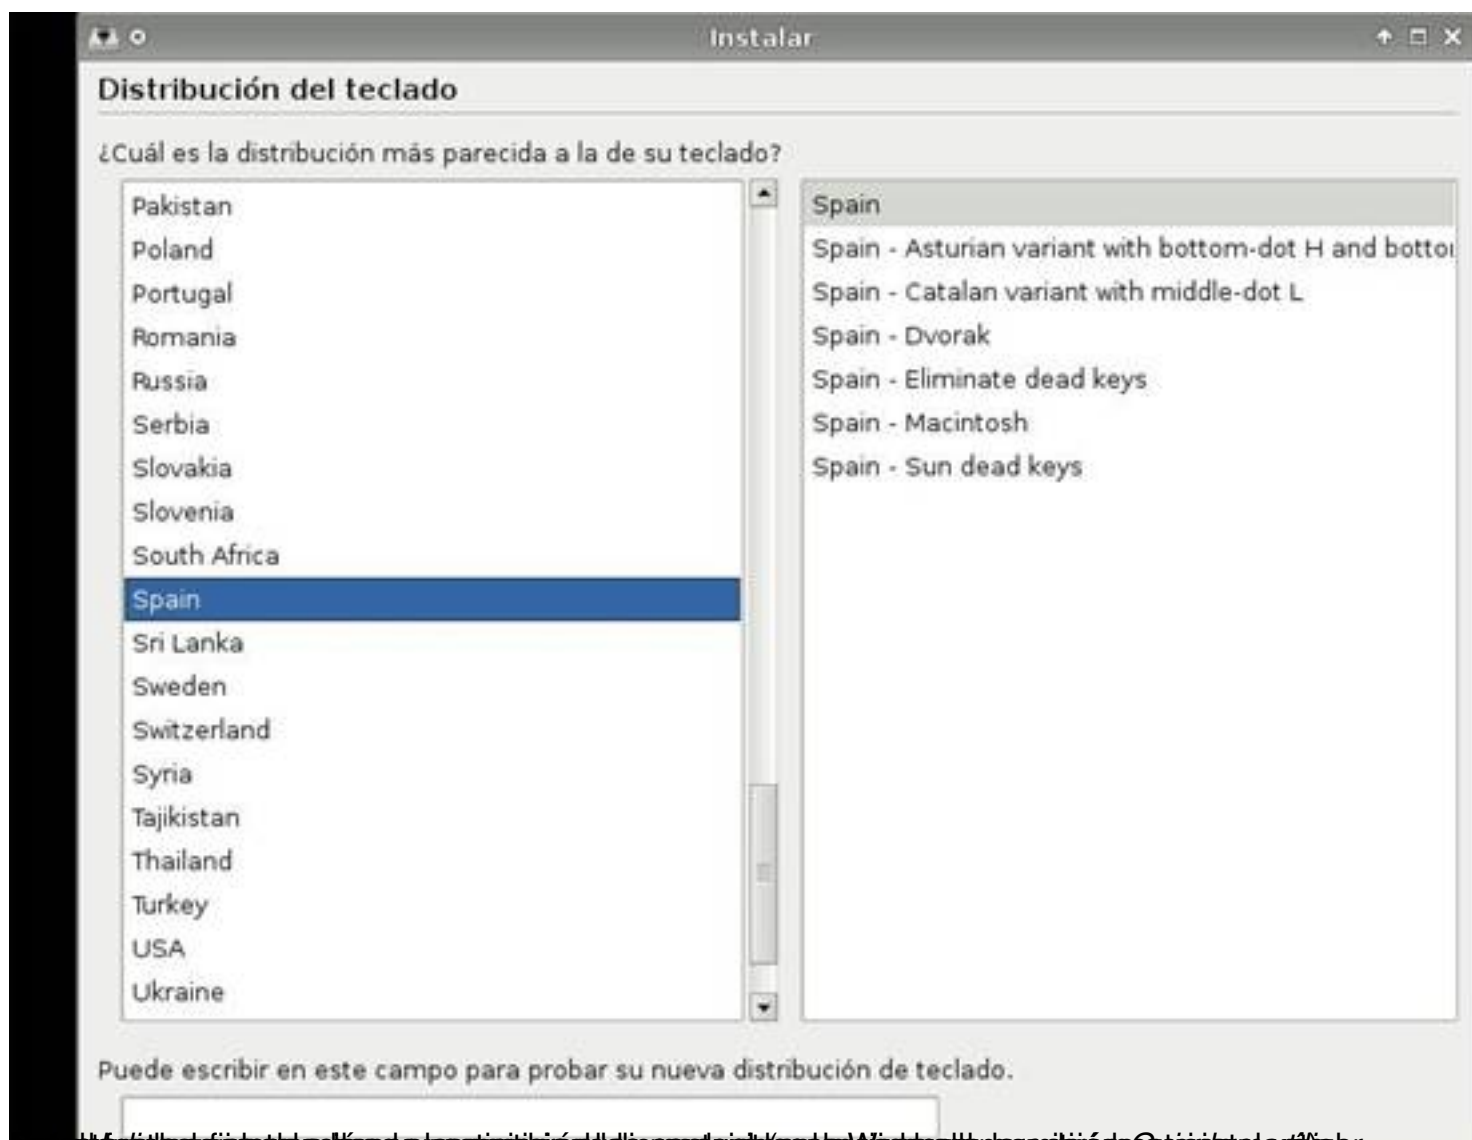 Instalar
Distribución del teclado
¿Cuál es la distribución más parecida a la de su teclado?
Pakistan
Poland
Portugal
Romania
Russia
Serbia
Slovakia
Slovenia
South Africa
Spain
Sri Lanka
Sweden
Switzerland
Syria
Tajikistan
Thailand
Turkey
USA
Ukraine
Spain
Spain - Asturian variant with bottom-dot H and
Spain - Catalan variant with middle-dot L
Spain - Dvorak
Spain - Eliminate dead keys
Spain - Macintosh
Spain - Sun dead keys
Puede escribir en este campo para probar su nueva distribución de teclado.